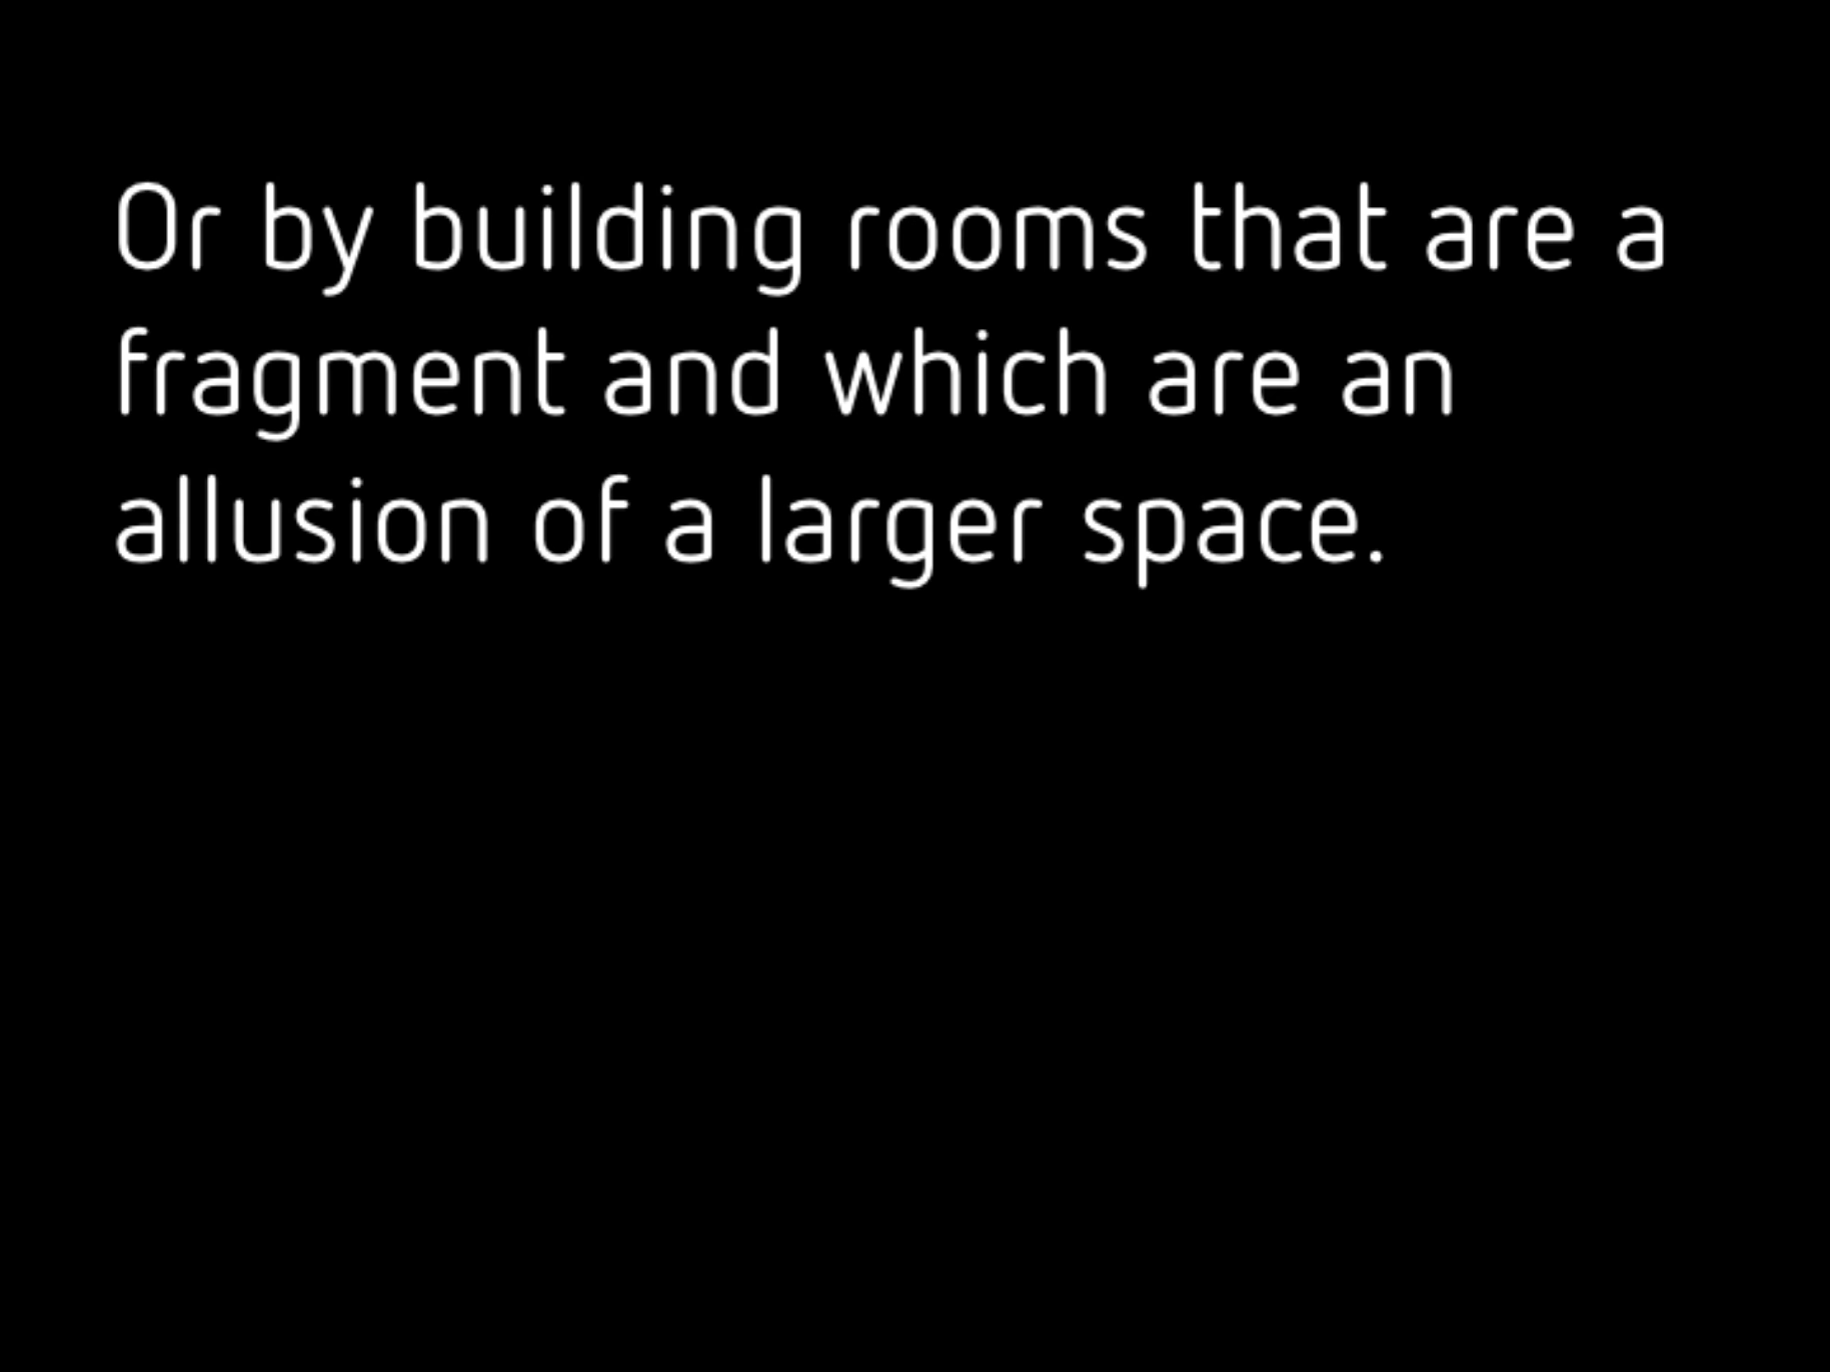 Or by building rooms that are a
fragment and which are an
allusion of a larger space.